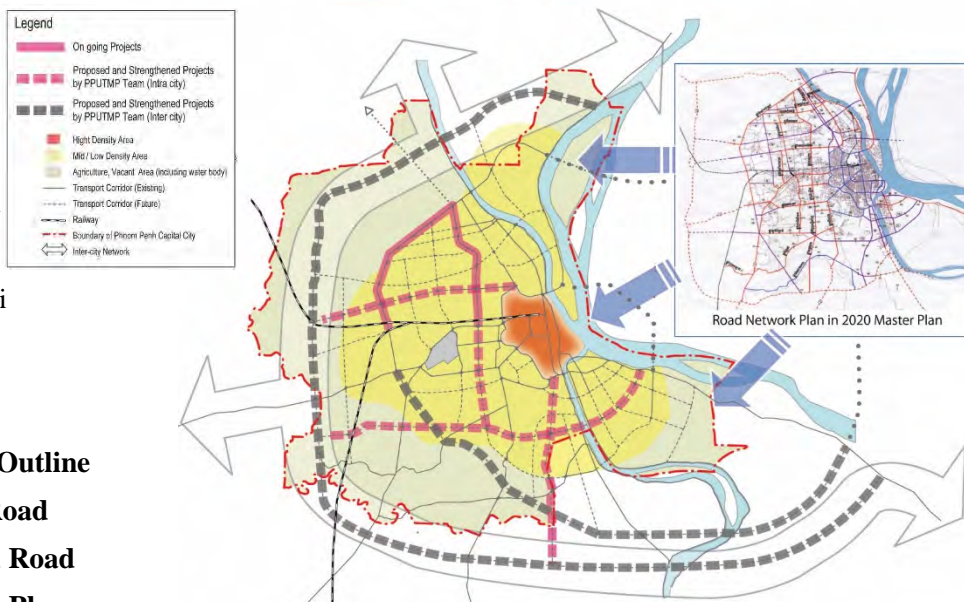 Legend
On going Projects
Proposed and Strengthened Projects
by PPUTMP Team (Intra city)
Proposed and Strengthened Projects
by PPUTMP Team (Inter city)
Hight Density Area
Mid / Low Density Area
Agriculture, Vacant Area (including water body)
Transport Corridor (Existing)
Transport Corridor (Future)
Railway
Boundary of Phnom Penh Capital City
Inter-city Network
Road Network Plan in 2020 Master Plan
i
Outline
Road
Road